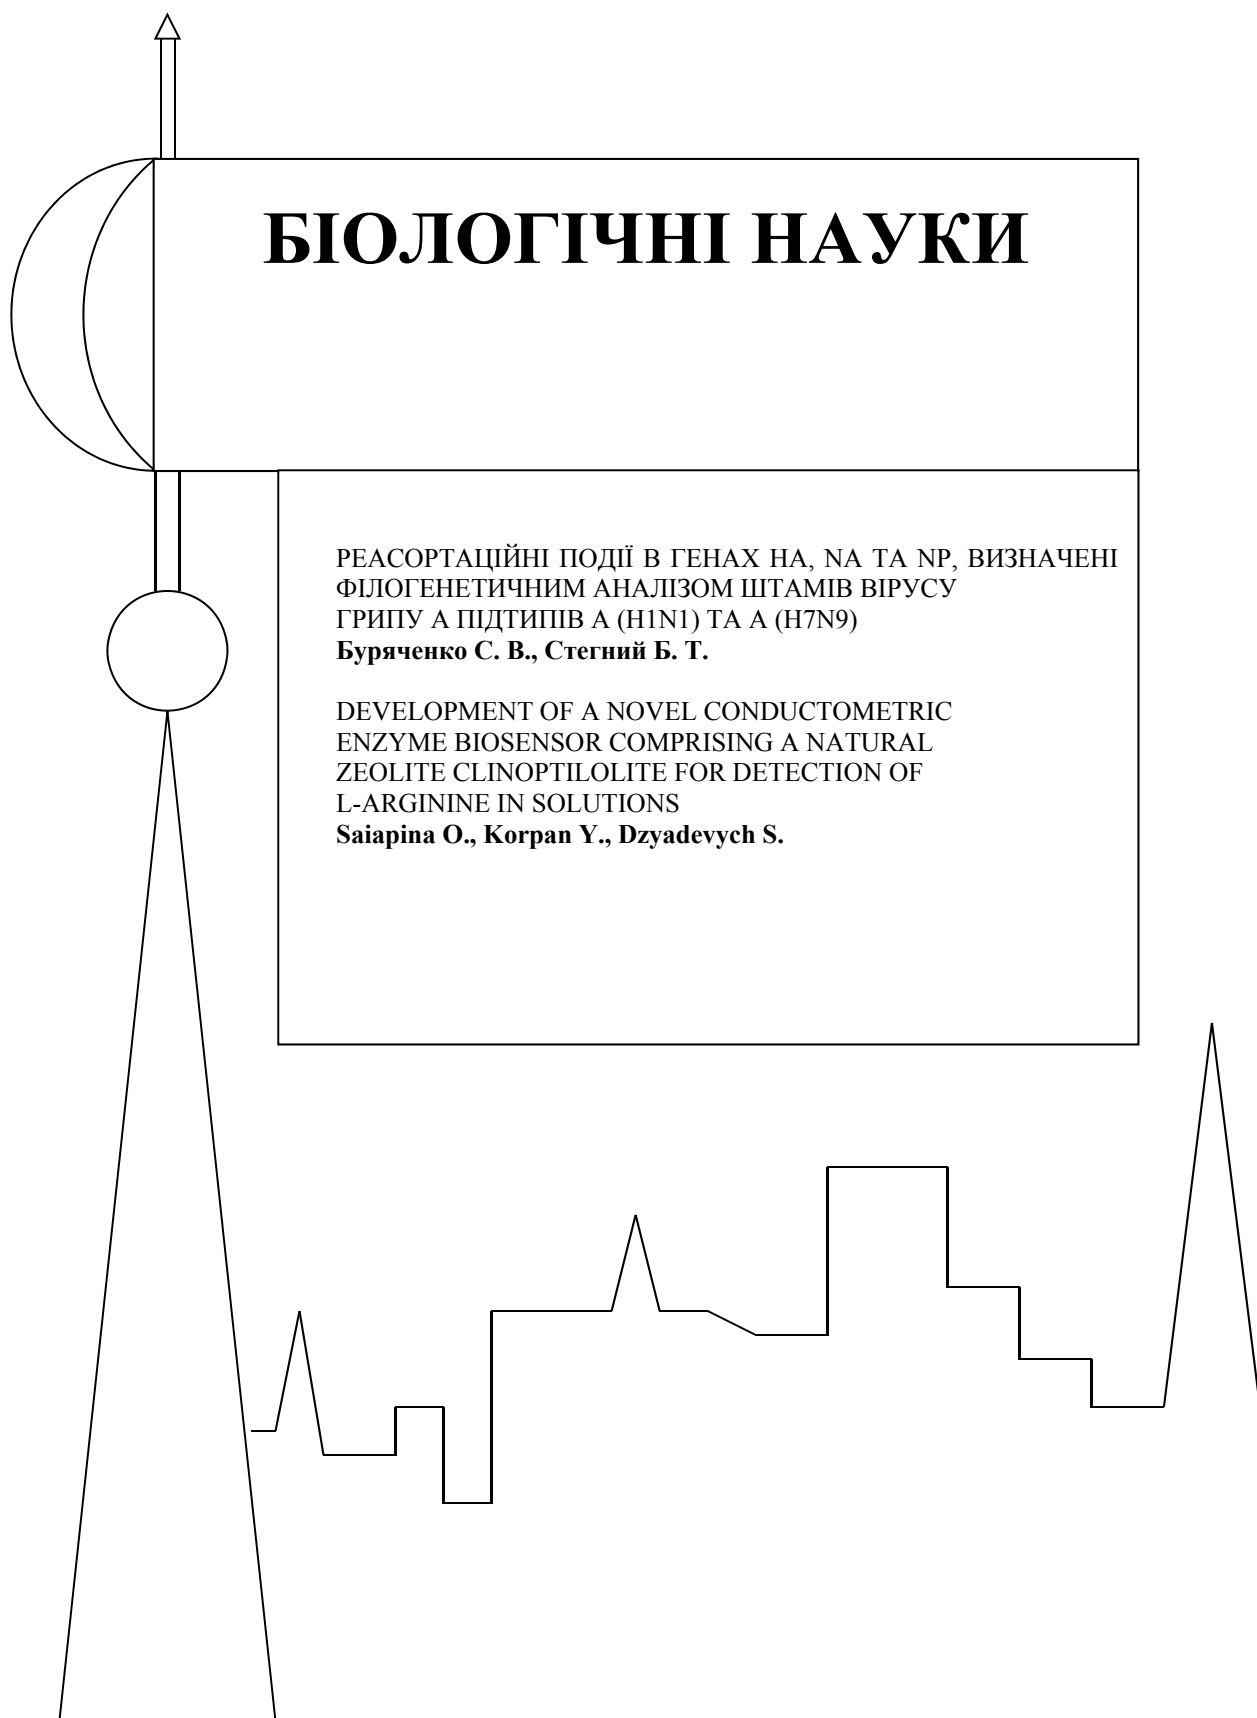 БІОЛОГІЧНІ НАУКИ
РЕАСОРТАЦІЙНІ ПОДІЇ В ГЕНАХ НА, NA ТА NP, ВИЗНАЧЕНІ
ФІЛОГЕНЕТИЧНИМ АНАЛІЗОМ ШТАМІВ ВІРУСУ
ГРИПУ А ПІДТИПІВ А (H1N1) ТА А (H7N9)
Буряченко С. В., Стегний Б. Т.
DEVELOPMENT OF A NOVEL CONDUCTOMETRIC
ENZYME BIOSENSOR COMPRISING A NATURAL
ZEOLITE CLINOPTILOLITE FOR DETECTION OF
L-ARGININE IN SOLUTIONS
Saiapina O., Korpan Y., Dzyadevych S.